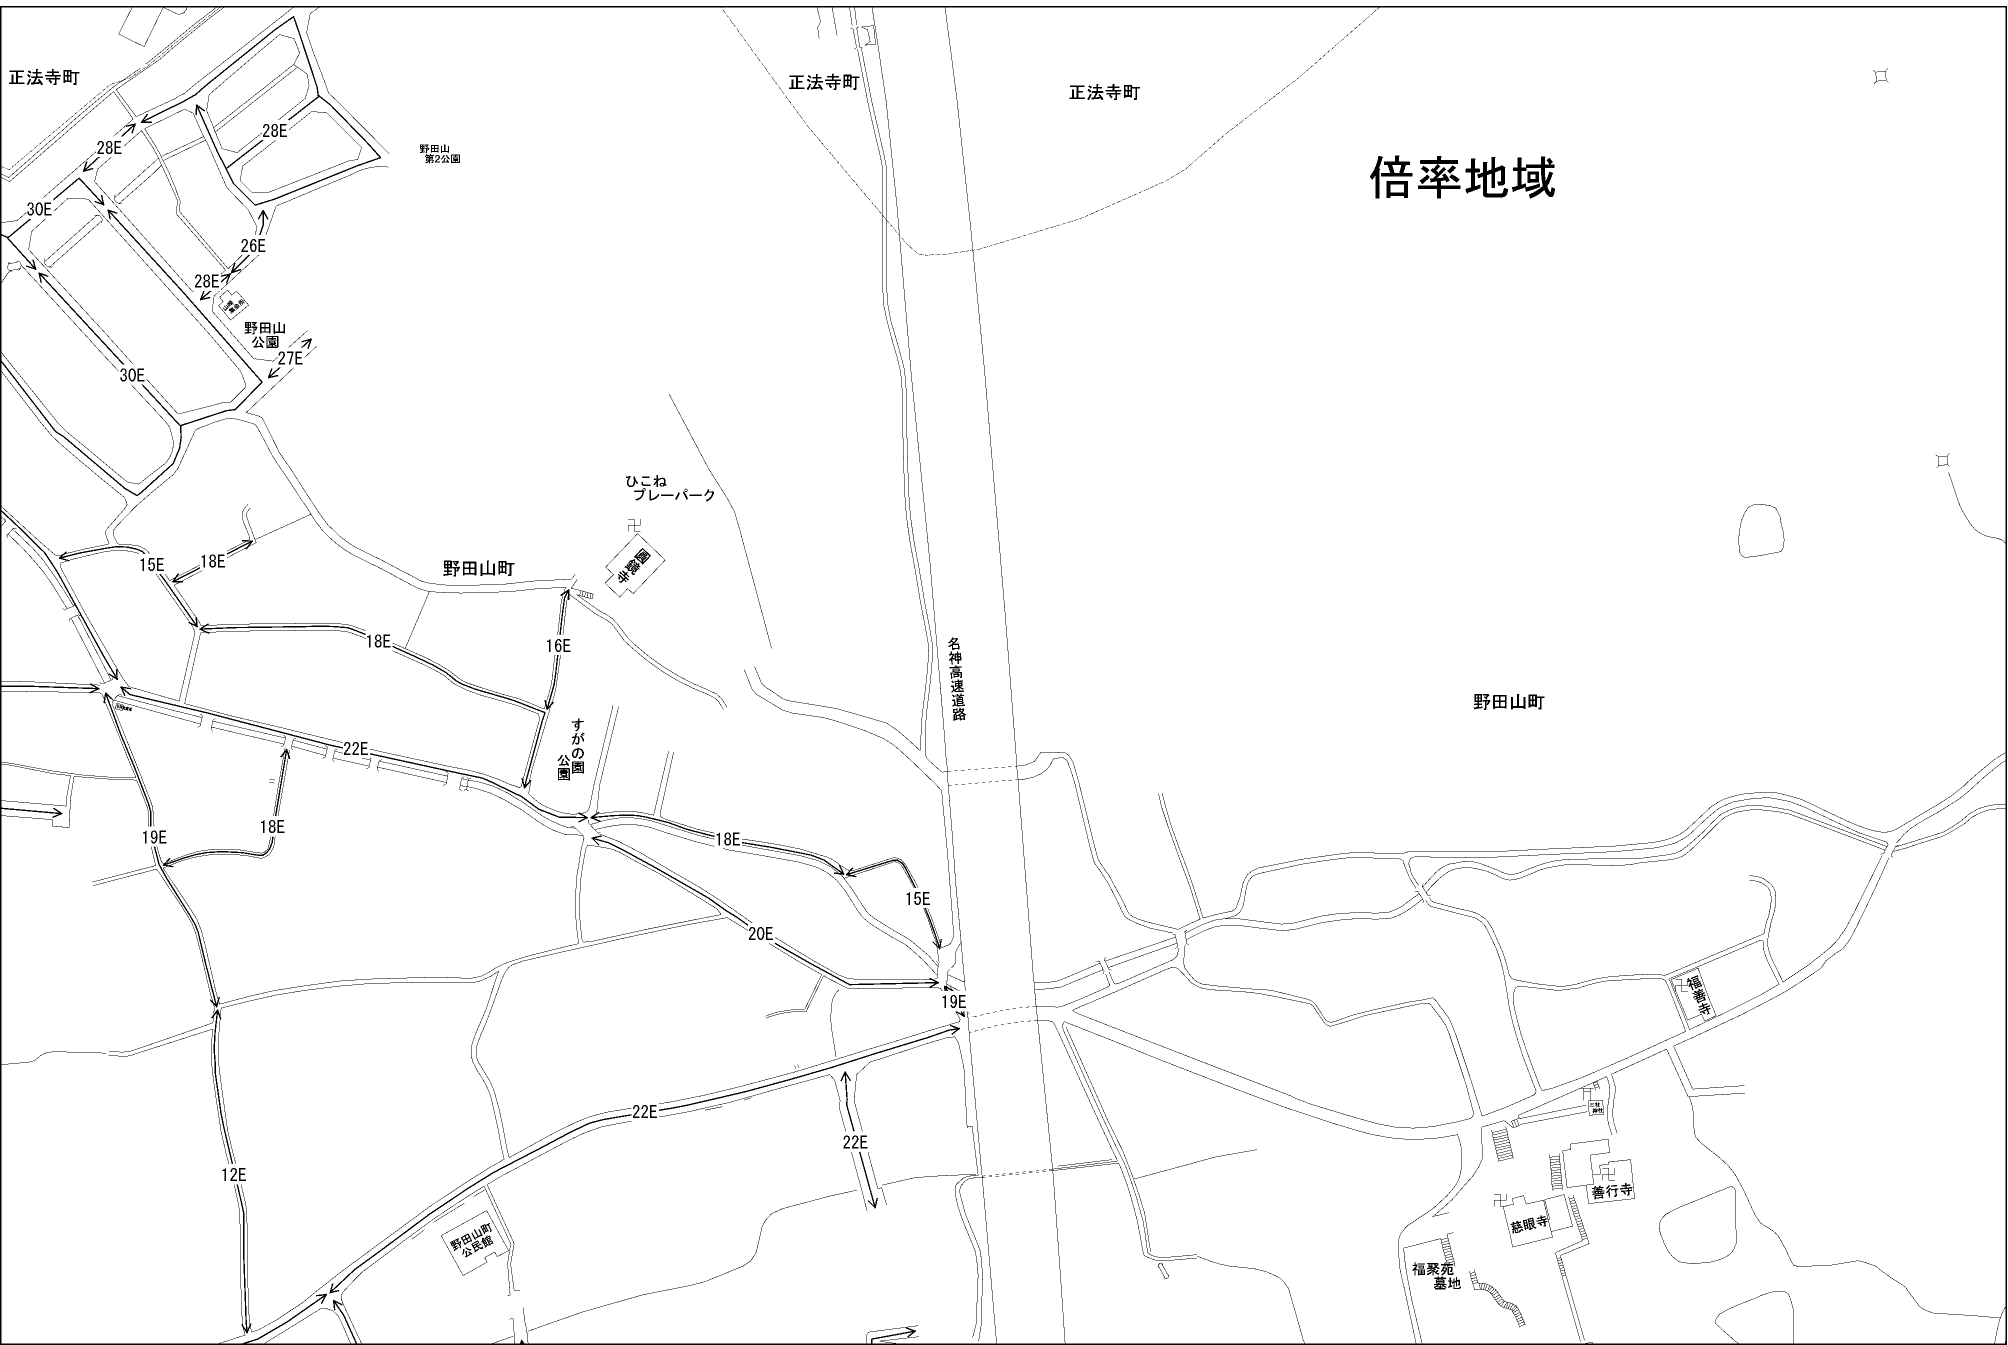 正法寺町
正法寺町
正法寺町
28E
28E
野田山
第2公園
倍率地域
30E
26E
28E
野田山
公園
27E
30E
ひこね
プレーパーク
圓鏡寺
野田山町
15E
18E
18E
16E
名神高速道路
野田山町
すがの園
公園
22E
19E
18E
18E
15E
20E
19E
福善寺
22E
22E
12E
善行寺
慈眼寺
野田山町
公民館
福聚苑
墓地